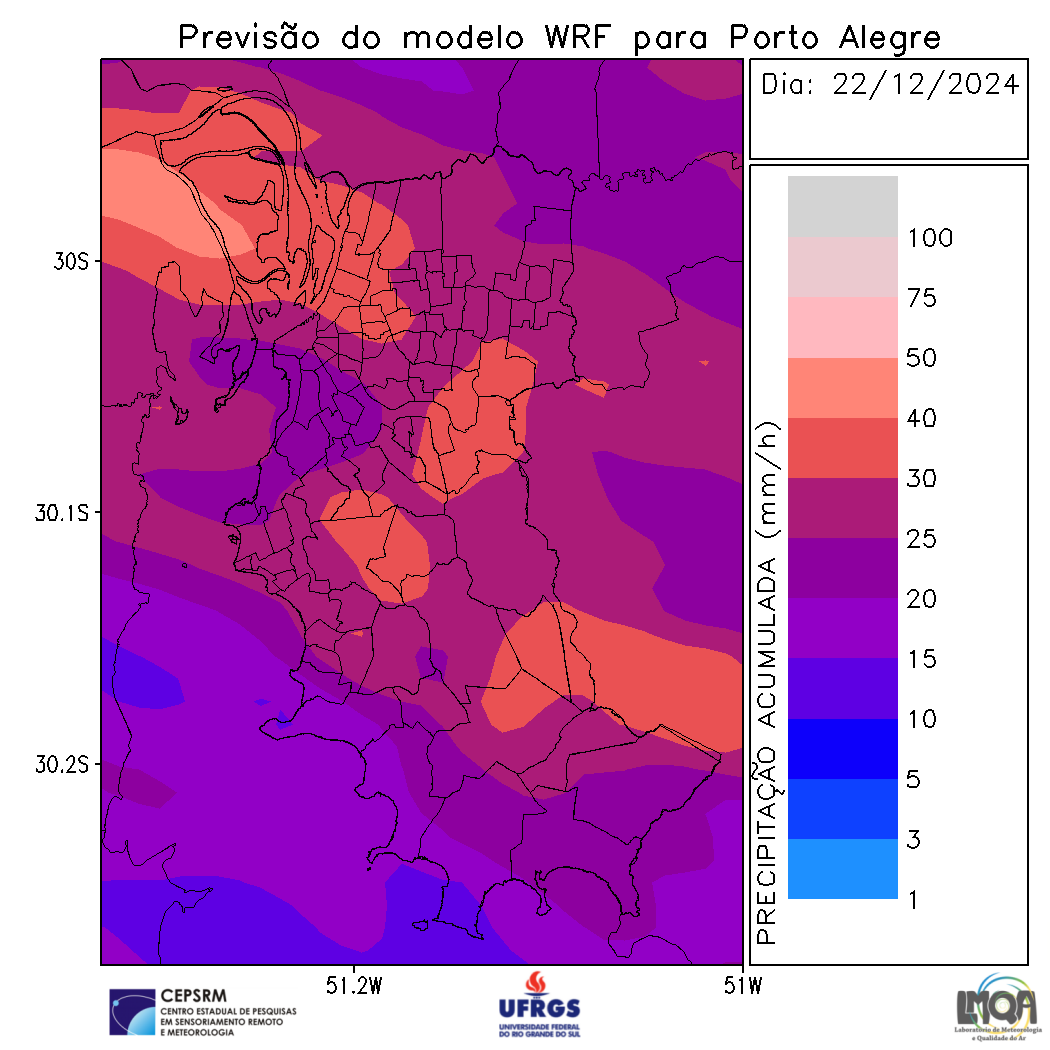 Previsão do modelo WRF para Porto Alegre
Dia: 22/12/2024
30S
30.1S
30.2S
51.2W
51W
PRECIPITAÇÃO ACUMULADA (mm/h)
100
75
50
40
30
25
20
15
10
5
3
1
CEPSRM
CENTRO ESTADUAL DE PESQUISAS
EM SENSORIAMENTO REMOTO
E METEOROLOGIA
UFRGS
UNIVERSIDADE FEDERAL
DO RIO GRANDE DO SUL
LMQA
Laboratório de Meteorologia
e Qualidade do Ar